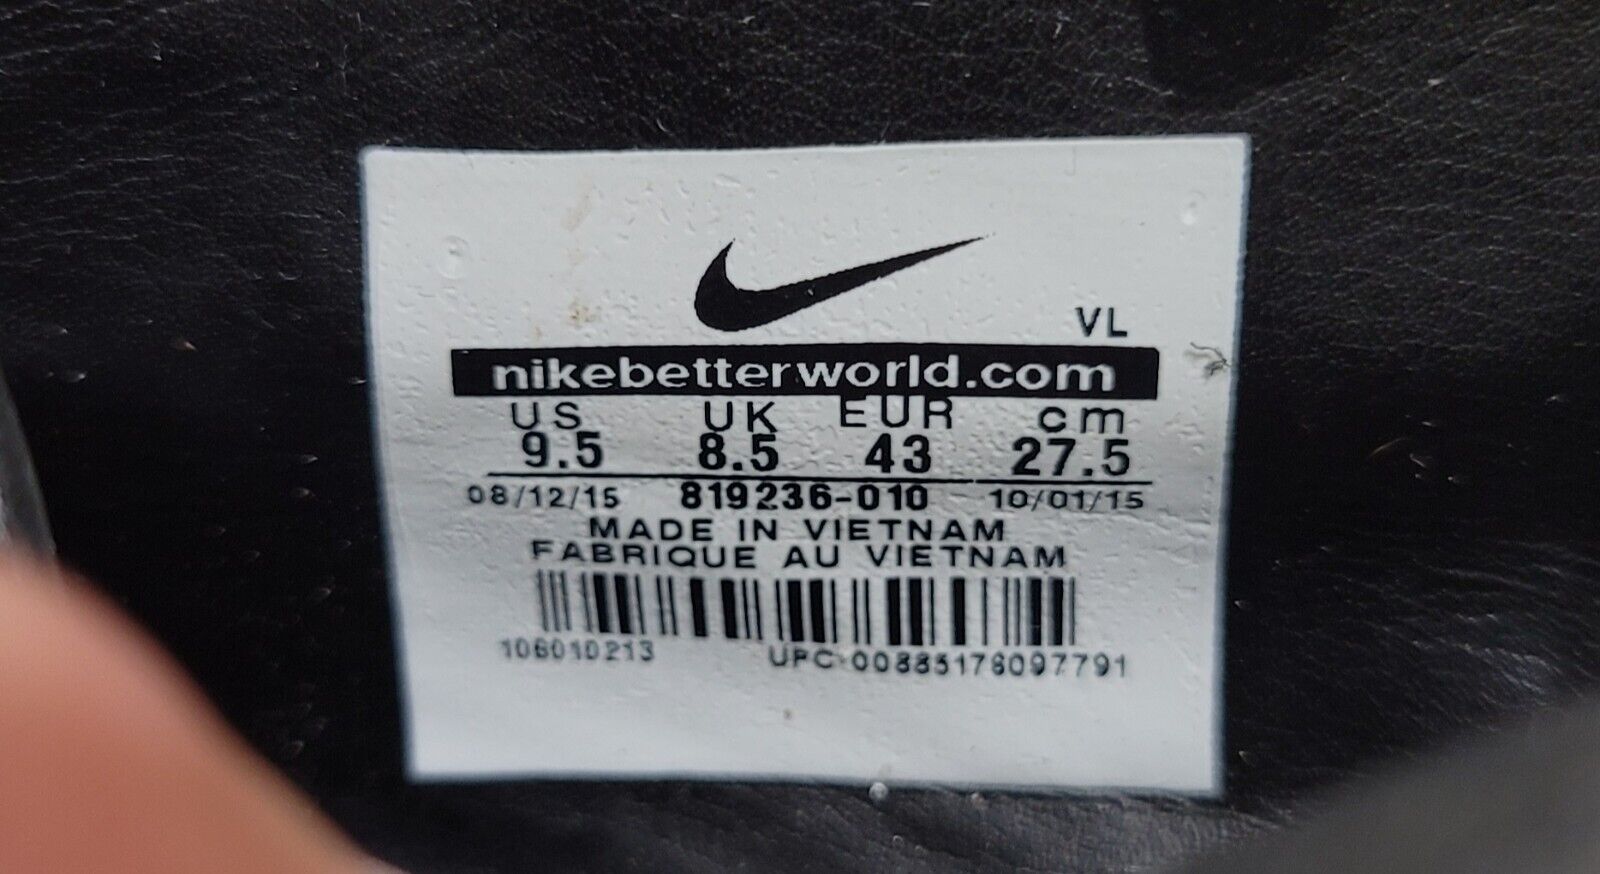 VL
nikebetterworld.com
US UK EUR cm
9.5 8.5 43 27.5
08/12/15 819236-010 10/01/15
MADE IN VIETNAM
FABRIQUE AU VIETNAM
106010213 UPC:00885178097791